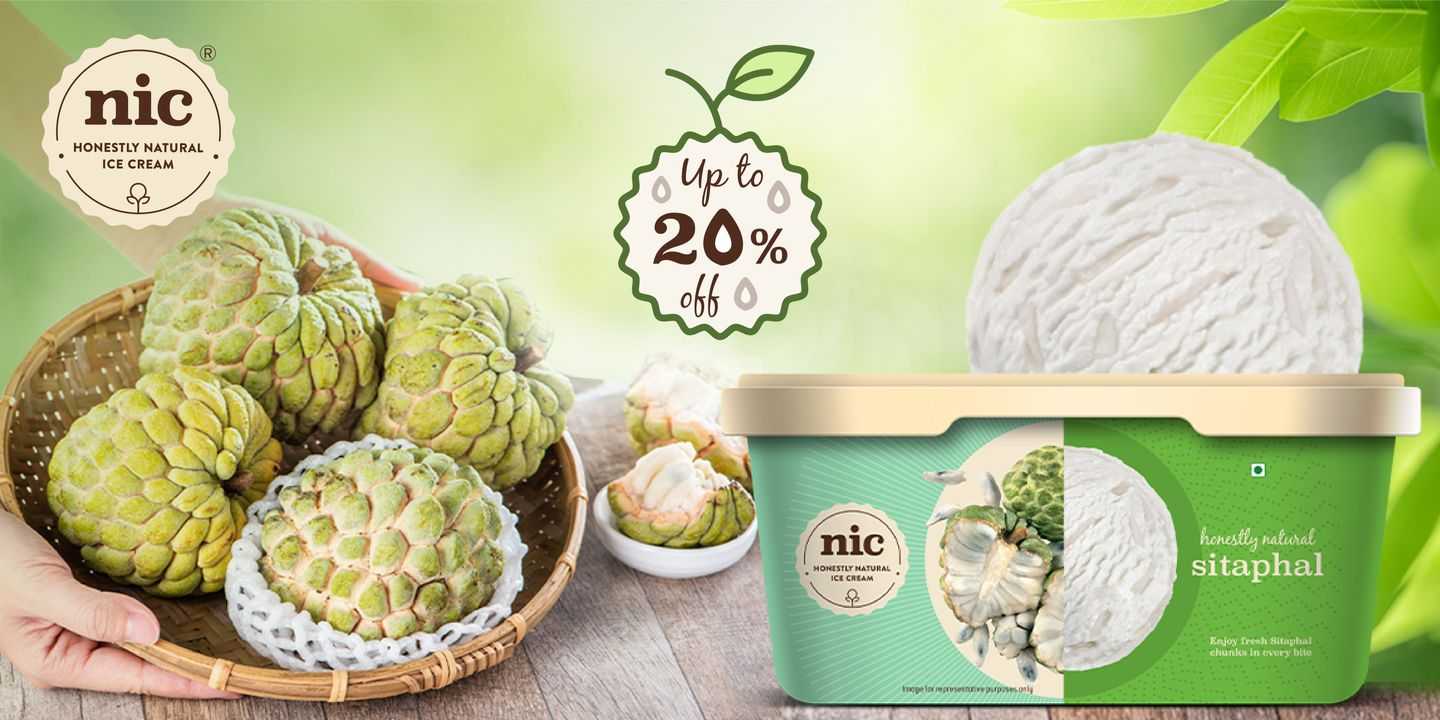 nic
®
HONESTLY NATURAL
ICE CREAM
Up to
20%
off
nic
HONESTLY NATURAL
ICE CREAM
honestly natural
sitaphal
Enjoy fresh Sitaphal
chunks in every bite
Image for representative purposes only